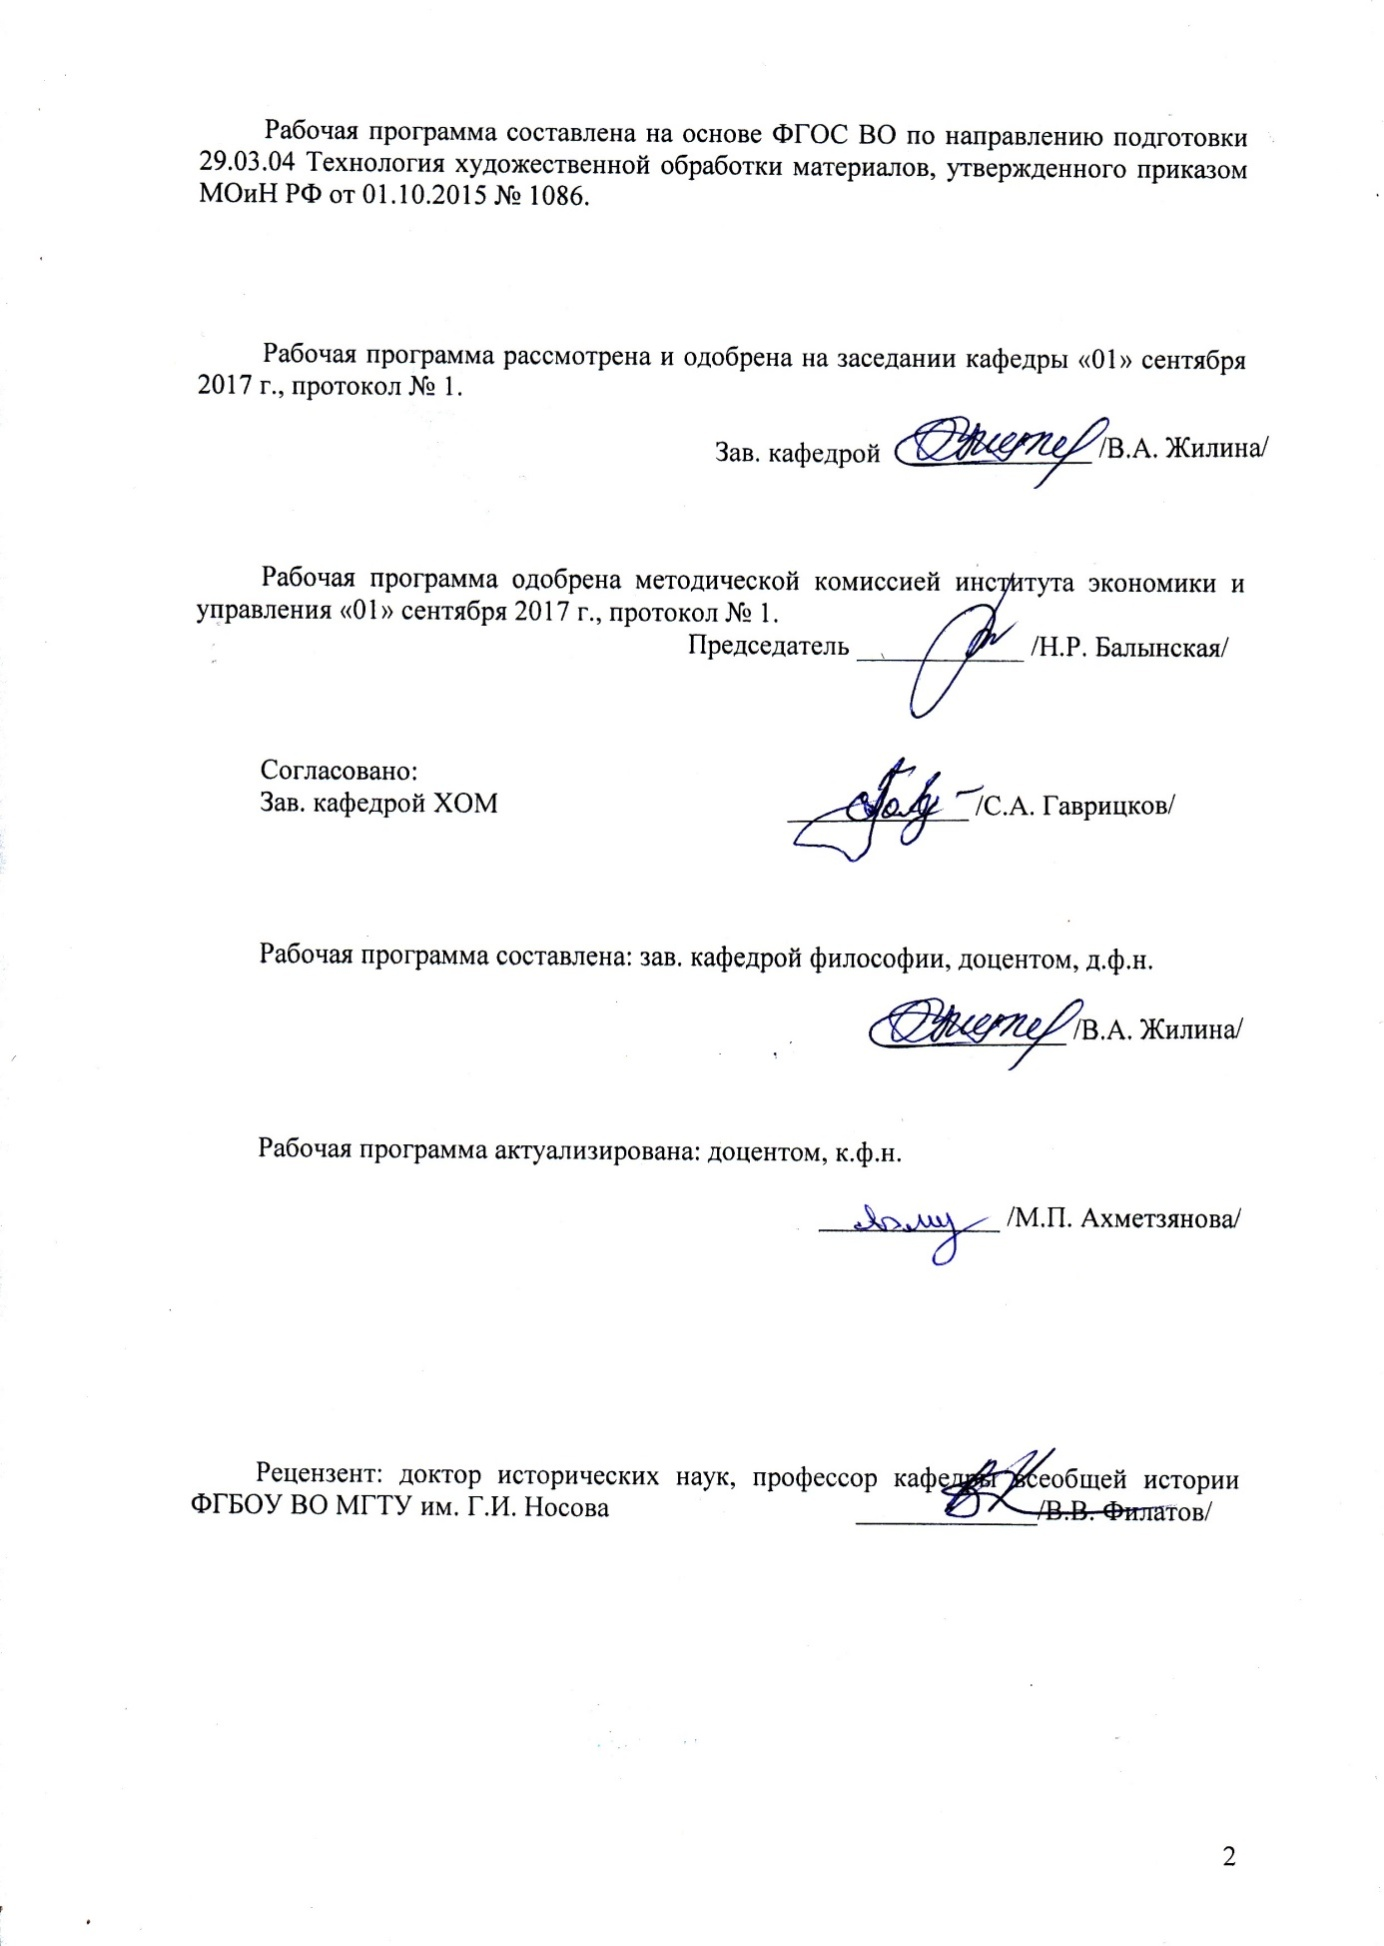 Рабочая программа составлена на основе ФГОС ВО по направлению подготовки
29.03.04 Технология художественной обработки материалов, утвержденного приказом
МОиН РФ от 01.10.2015 № 1086.
Рабочая программа рассмотрена и одобрена на заседании кафедры «01» сентября
2017 г., протокол № 1.
Зав. кафедрой /В.А. Жилина/
Рабочая программа одобрена методической комиссией института экономики и
управления «01» сентября 2017 г., протокол № 1.
Председатель /Н.Р. Балынская/
Согласовано:
Зав. кафедрой ХОМ /С.А. Гаврицков/
Рабочая программа составлена: зав. кафедрой философии, доцентом, д.ф.н.
/В.А. Жилина/
Рабочая программа актуализирована: доцентом, к.ф.н.
/М.П. Ахметзянова/
Рецензент: доктор исторических наук, профессор кафедры всеобщей истории
ФГБОУ ВО МГТУ им. Г.И. Носова /В.В. Филатов/
2